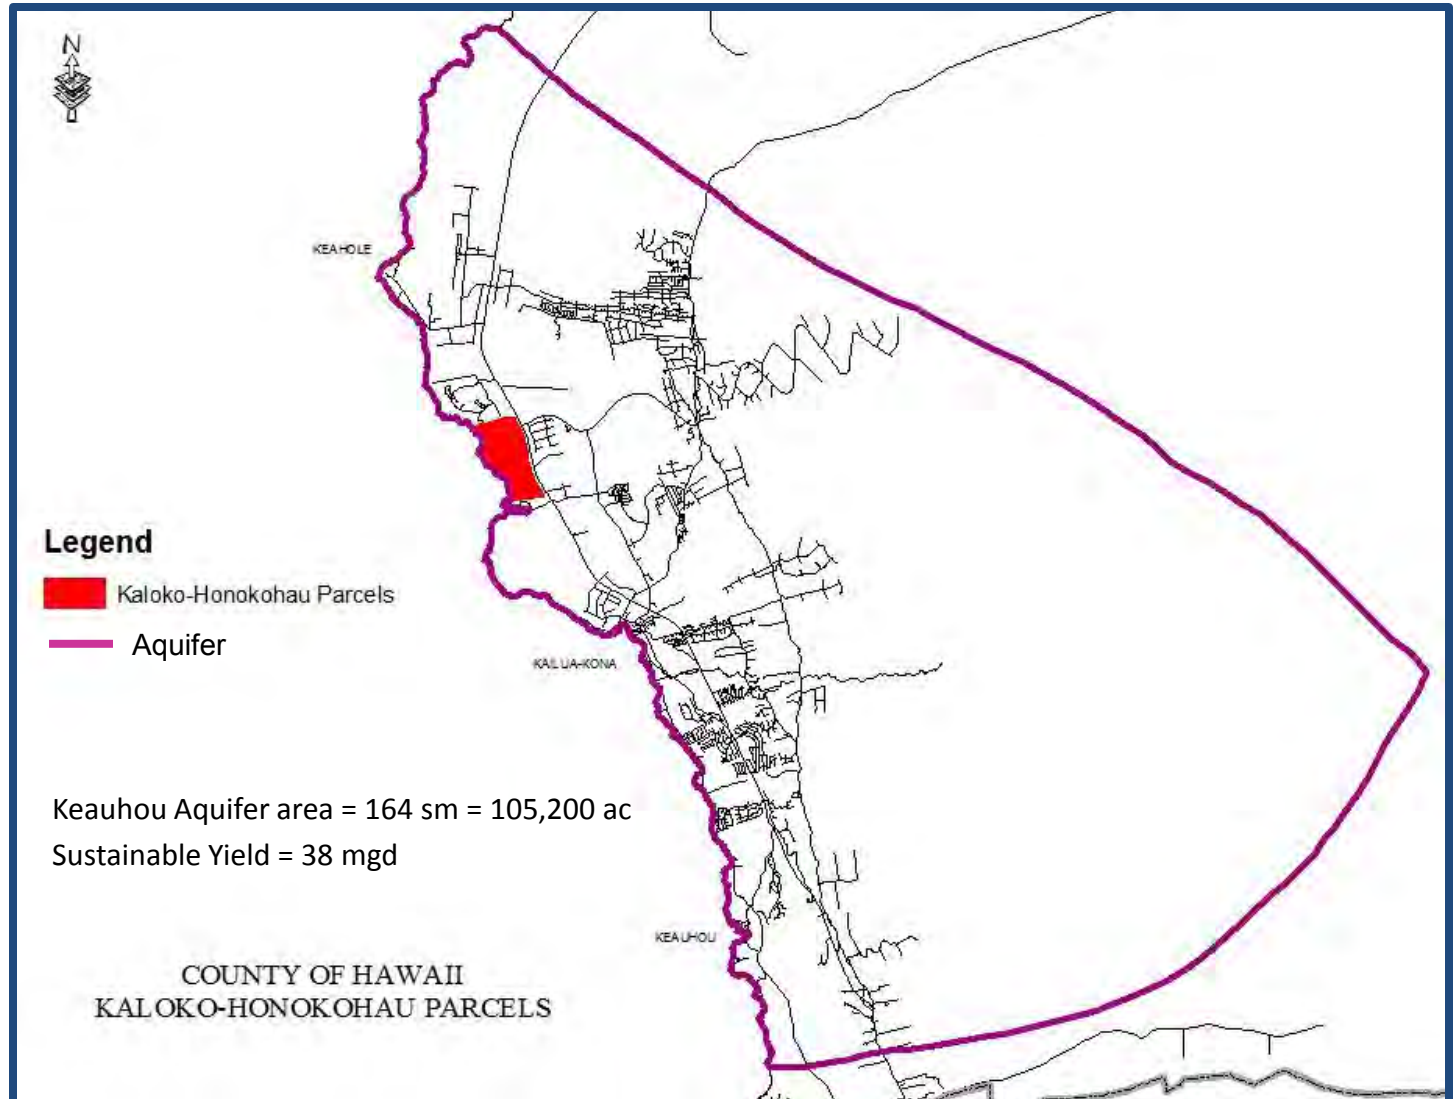 N
KEAHOLE
Legend
Kaloko-Honokohau Parcels
Aquifer
KAILUA-KONA
Keauhou Aquifer area = 164 sm = 105,200 ac
Sustainable Yield = 38 mgd
KEAUHOU
COUNTY OF HAWAII
KALOKO-HONOKOHAU PARCELS